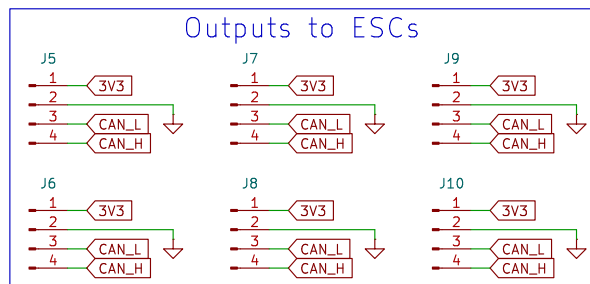 Outputs to ESCs
J5 J7 J9
1 3V3 1 3V3 1 3V3
2 2 2
3 CAN_L 3 CAN_L 3 CAN_L
4 CAN_H 4 CAN_H 4 CAN_H
J6 J8 J10
1 3V3 1 3V3 1 3V3
2 2 2
3 CAN_L 3 CAN_L 3 CAN_L
4 CAN_H 4 CAN_H 4 CAN_H